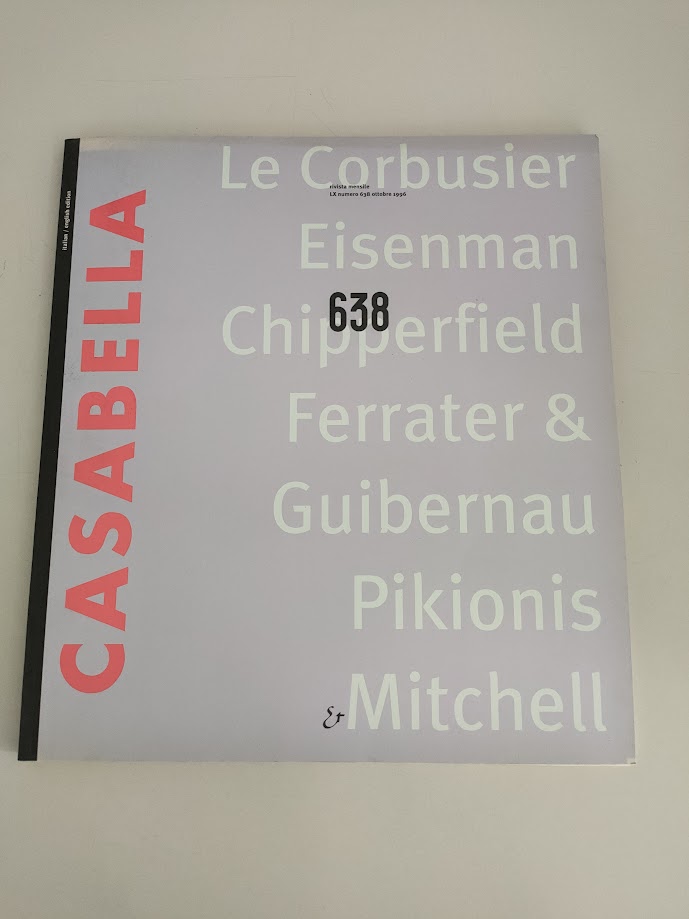 italian / english edition
CASABELLA
Le Corbusier
rivista mensile
LX numero 638 ottobre 1996
Eisenman
638
Chipperfield
Ferrater &
Guibernau
Pikionis
Mitchell